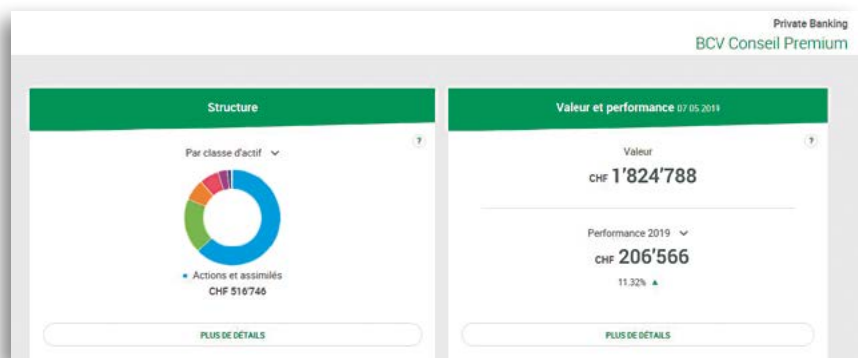 Private Banking
BCV Conseil Premium
Structure
?
Par classe d'actif
Actions et assimilés
CHF 516'746
PLUS DE DÉTAILS
Valeur et performance 07 05 2019
?
Valeur
CHF 1'824'788
Performance 2019
CHF 206'566
11.32%
PLUS DE DÉTAILS